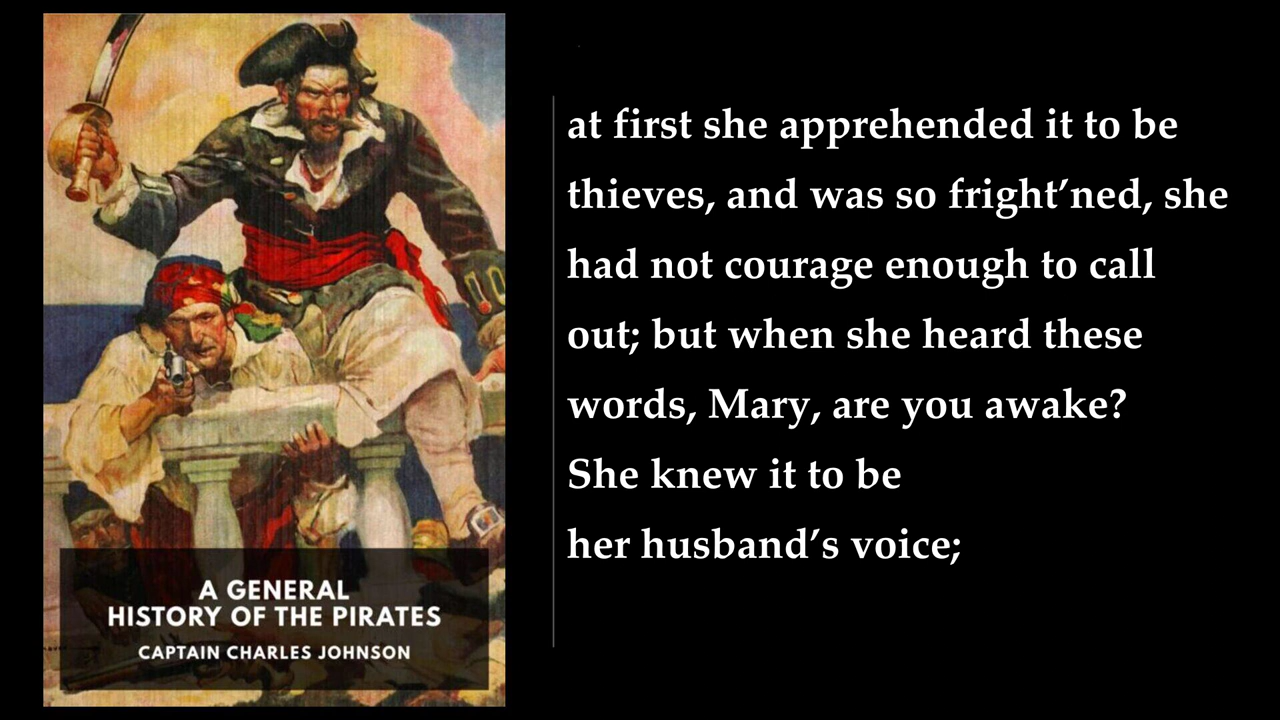 A GENERAL
HISTORY OF THE PIRATES
CAPTAIN CHARLES JOHNSON
at first she apprehended it to be
thieves, and was so fright’ned, she
had not courage enough to call
out; but when she heard these
words, Mary, are you awake?
She knew it to be
her husband’s voice;